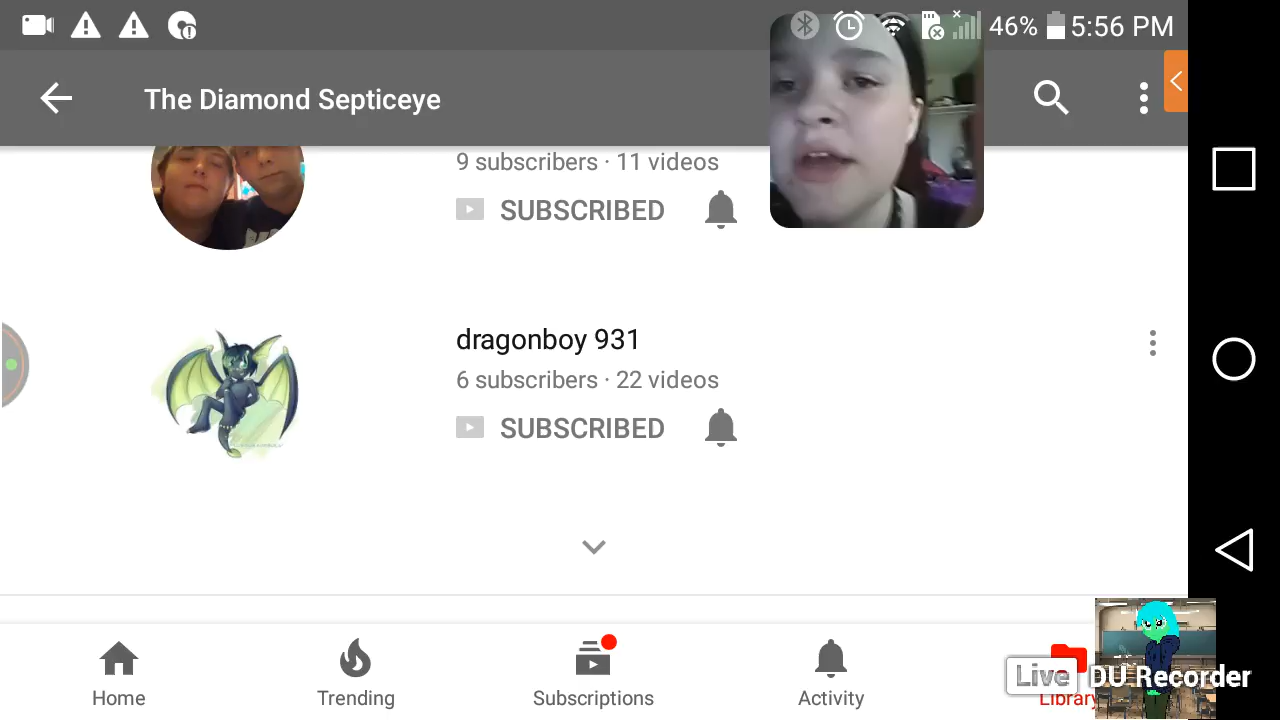 46% 5:56 PM
The Diamond Septiceye
9 subscribers · 11 videos
SUBSCRIBED
dragonboy 931
6 subscribers · 22 videos
SUBSCRIBED
Home
Trending
Subscriptions
Activity
Library
Live DU Recorder